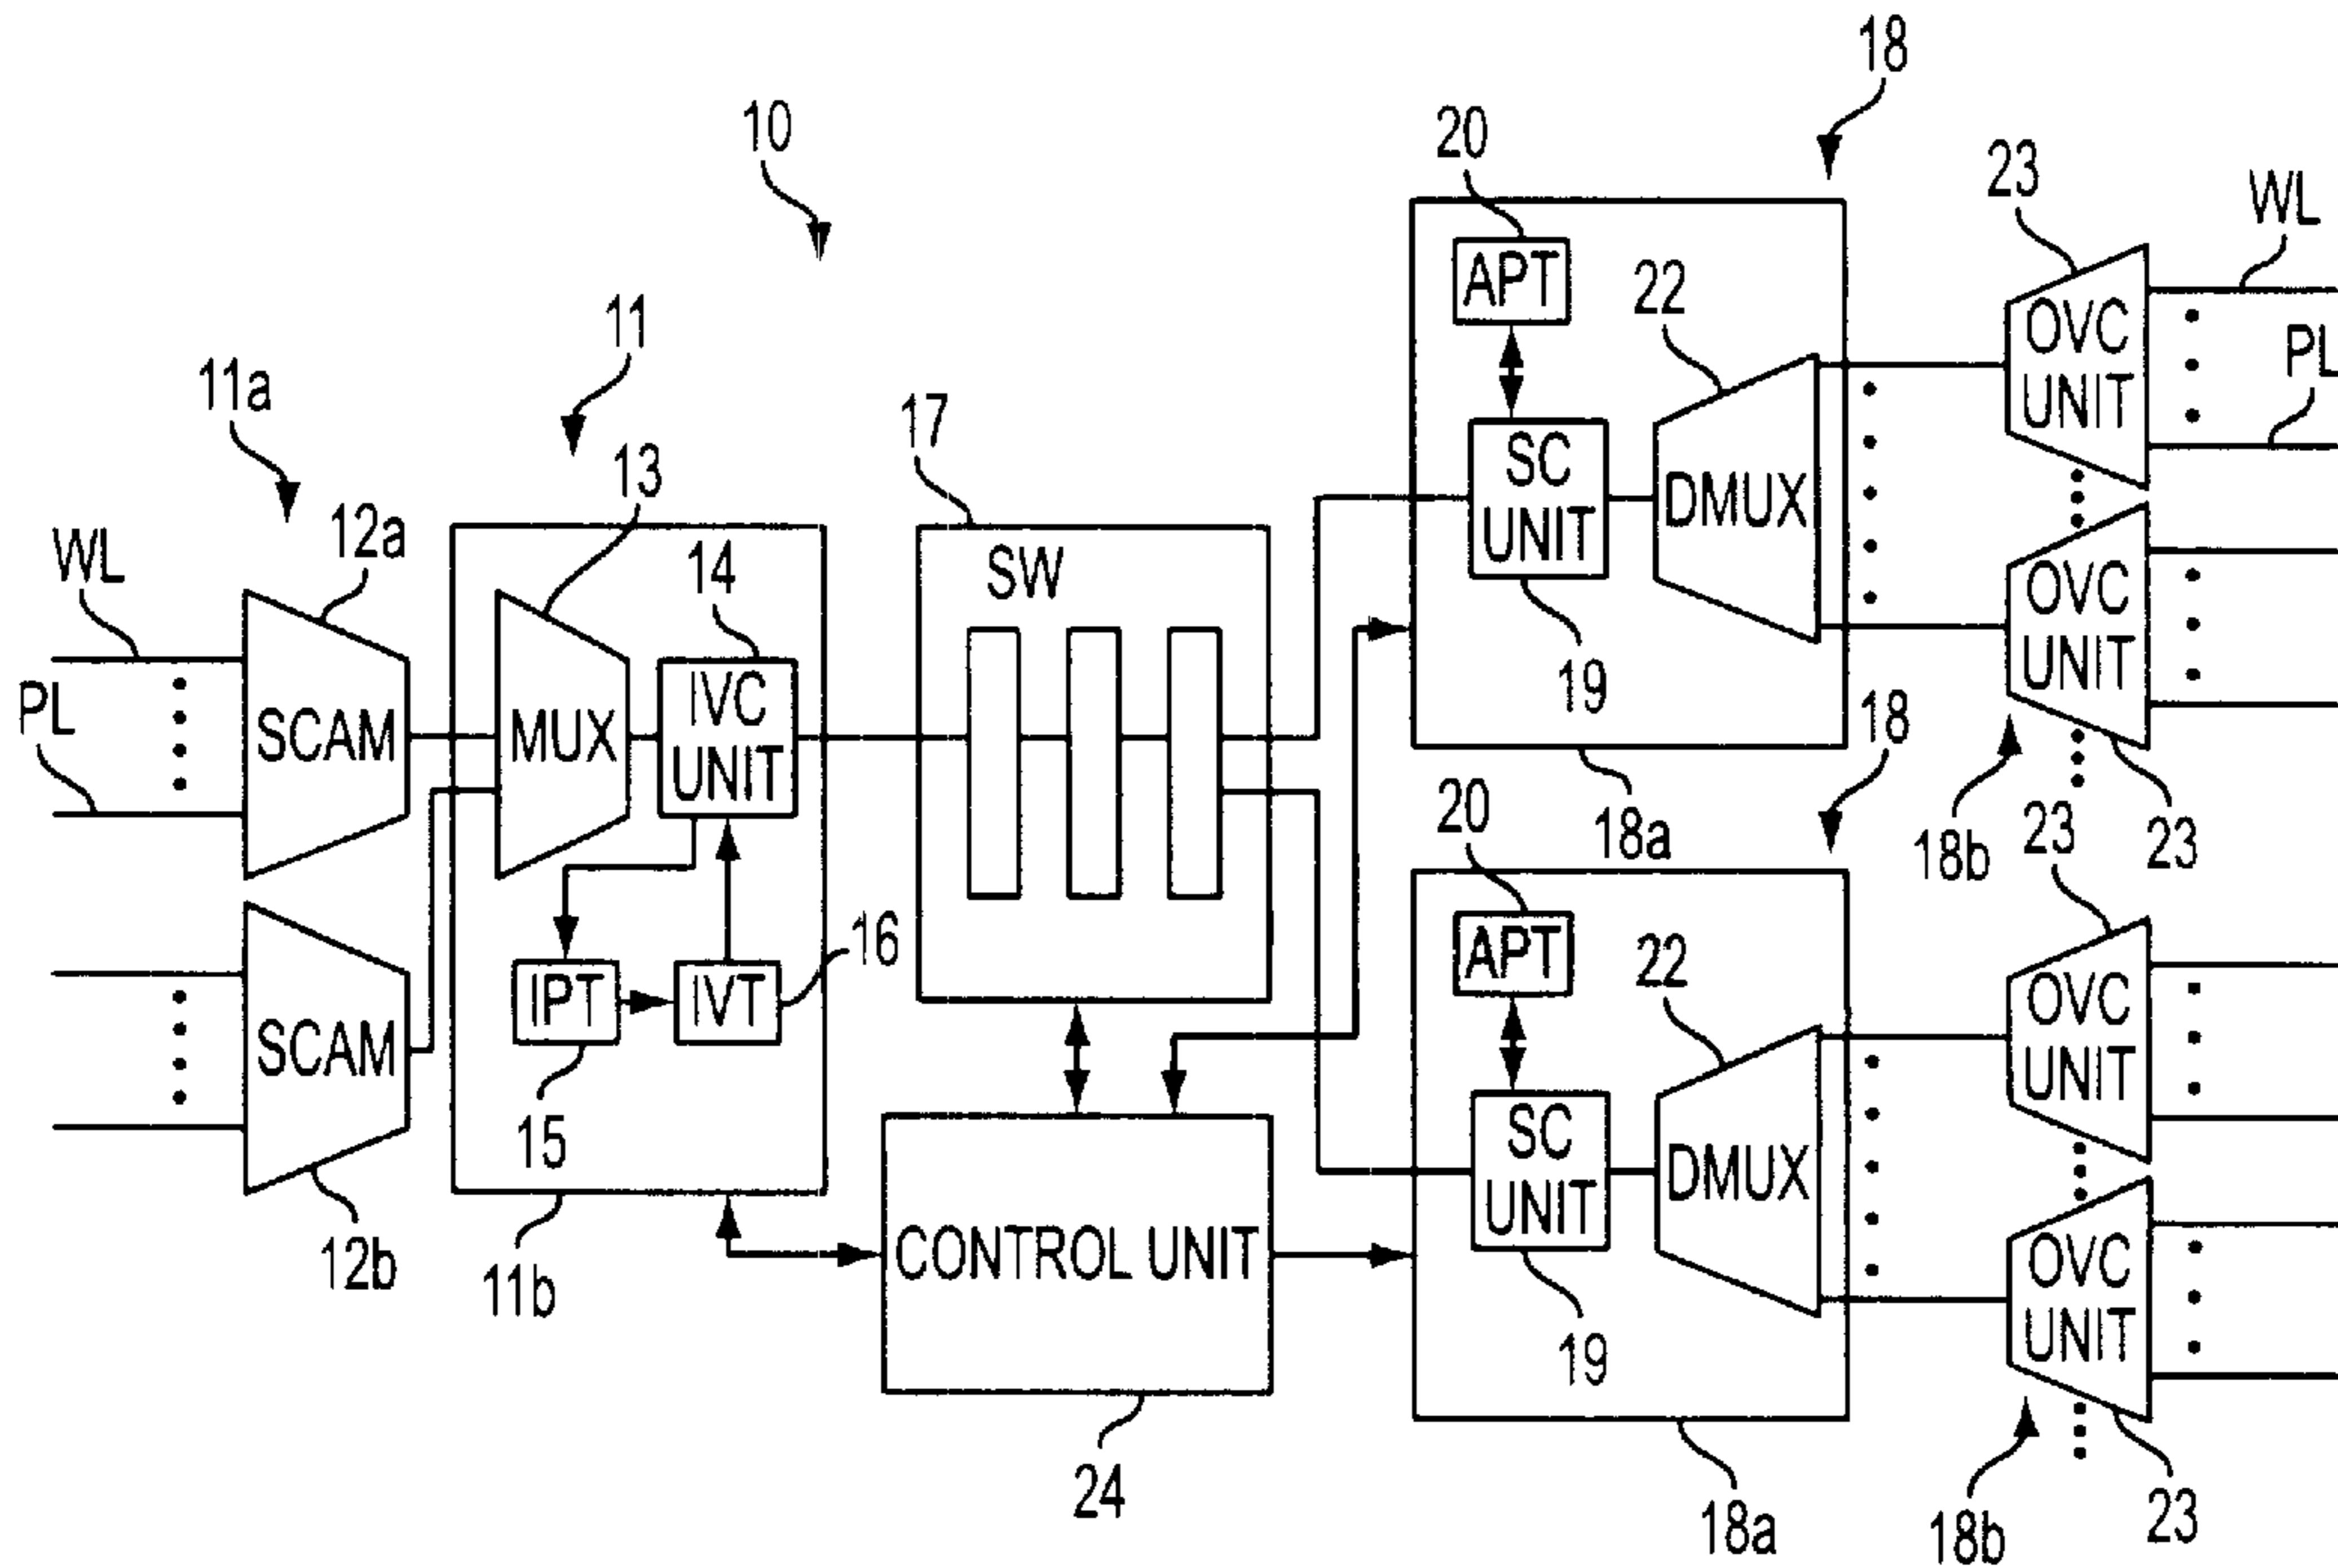 18
10
20
23
WL
APT
22
11
OVC
UNIT
PL
11a
17
13
SC
UNIT
DMUX
WL
12a
14
SW
OVC
UNIT
IVC
UNIT
19
18
PL
SCAM
MUX
20
18a
18b
23
23
APT
22
16
IPT
IVT
OVC
UNIT
SCAM
15
SC
UNIT
DMUX
12b
11b
CONTROL UNIT
OVC
UNIT
19
24
18a
18b
23